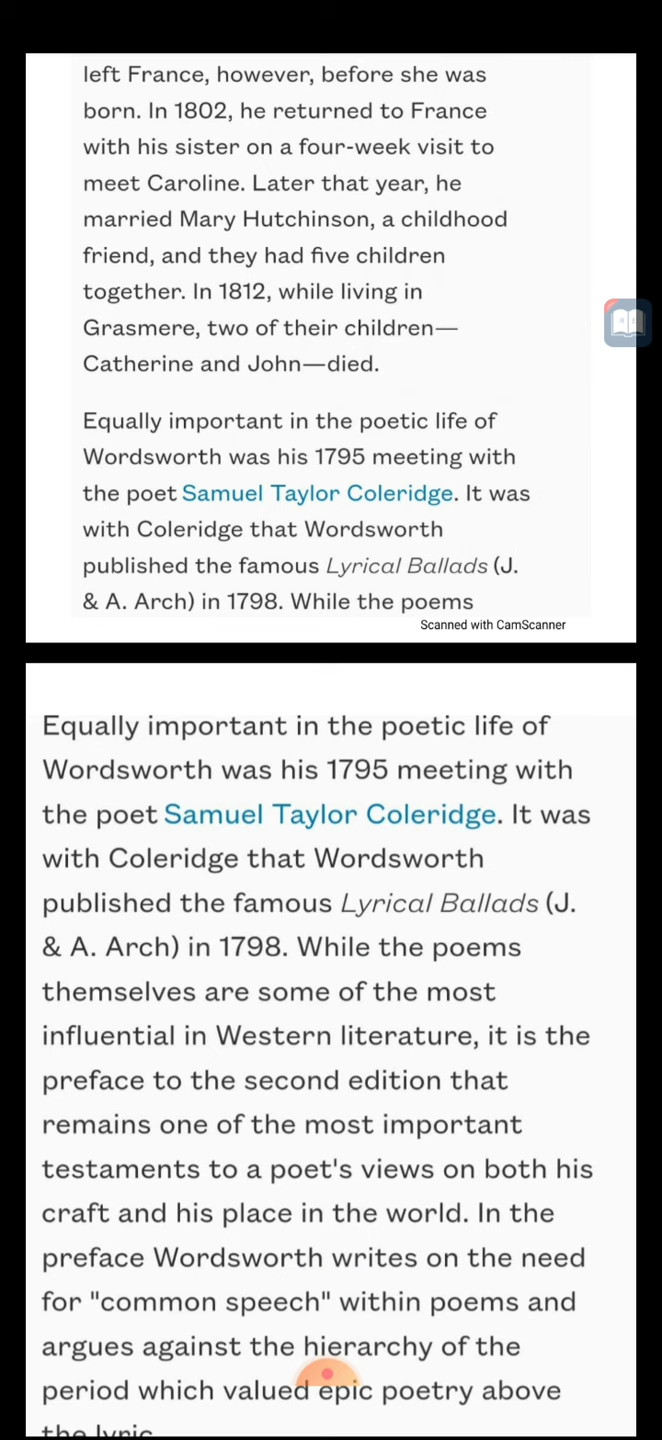 left France, however, before she was
born. In 1802, he returned to France
with his sister on a four-week visit to
meet Caroline. Later that year, he
married Mary Hutchinson, a childhood
friend, and they had five children
together. In 1812, while living in
Grasmere, two of their children—
Catherine and John—died.
Equally important in the poetic life of
Wordsworth was his 1795 meeting with
the poet Samuel Taylor Coleridge. It was
with Coleridge that Wordsworth
published the famous Lyrical Ballads (J.
& A. Arch) in 1798. While the poems
Scanned with CamScanner
Equally important in the poetic life of
Wordsworth was his 1795 meeting with
the poet Samuel Taylor Coleridge. It was
with Coleridge that Wordsworth
published the famous Lyrical Ballads (J.
& A. Arch) in 1798. While the poems
themselves are some of the most
influential in Western literature, it is the
preface to the second edition that
remains one of the most important
testaments to a poet's views on both his
craft and his place in the world. In the
preface Wordsworth writes on the need
for "common speech" within poems and
argues against the hierarchy of the
period which valued epic poetry above
the lyric